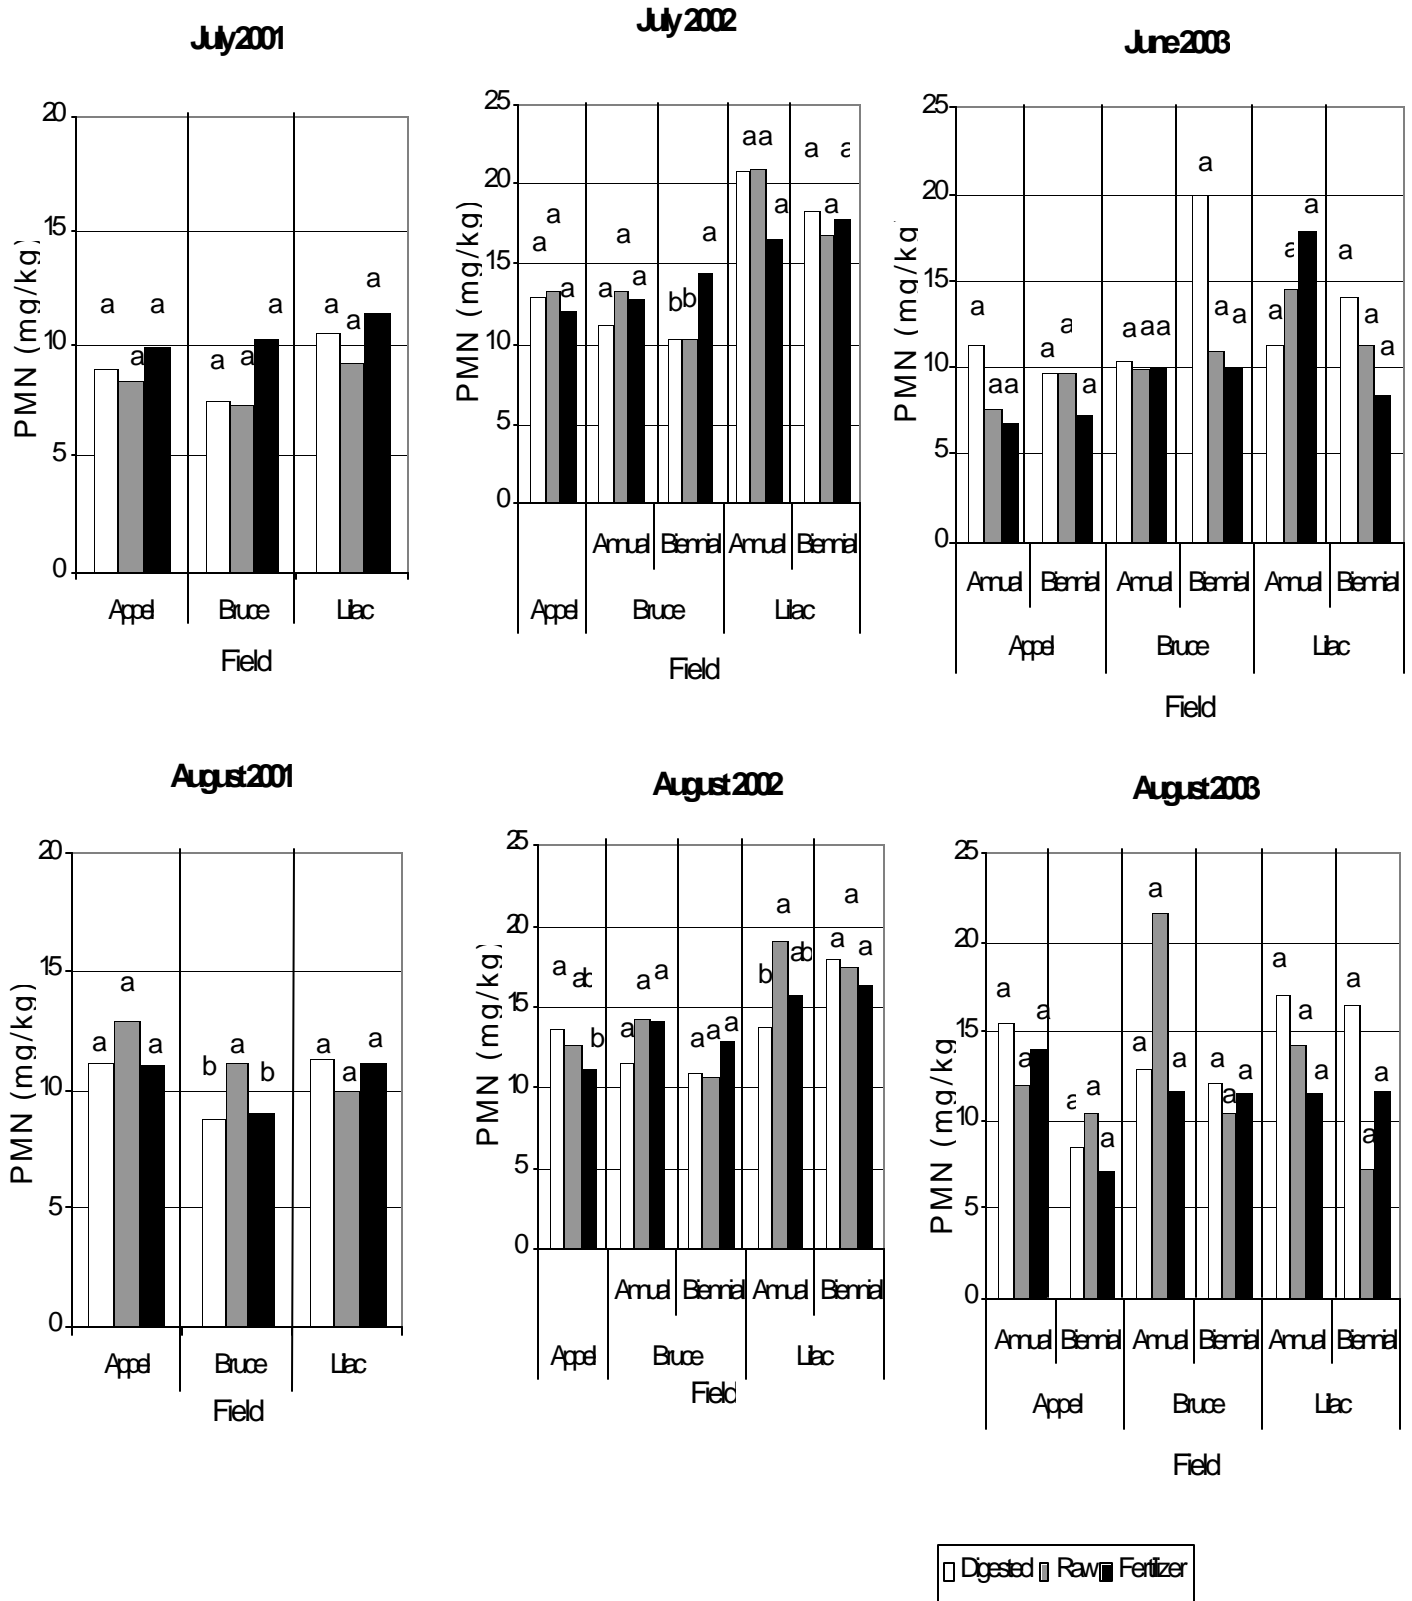 July 2001
20
15
10
5
0
PMN (mg/kg)
a a a a a a a a a
Appel Bruce Lilac
Field
July 2002
25
20
15
10
5
0
PMN (mg/kg)
a a a a a a b b a a a a a a a
Annual Biennial Annual Biennial
Appel Bruce Lilac
Field
June 2003
25
20
15
10
5
0
PMN (mg/kg
a a a a a a a a a a a a a a a a a a
Annual Biennial Annual Biennial Annual Biennial
Appel Bruce Lilac
Field
August 2001
20
15
10
5
0
PMN (mg/kg)
a a a b a b a a a
Appel Bruce Lilac
Field
August 2002
25
20
15
10
5
0
PMN (mg/kg)
a ab b a a a a a a b a ab a a a
Annual Biennial Annual Biennial
Appel Bruce Lilac
Field
August 2003
25
20
15
10
5
0
PMN (mg/kg
a a a a a a a a a a a a a a a a a a
Annual Biennial Annual Biennial Annual Biennial
Appel Bruce Lilac
Field
Digested Raw Fertilizer